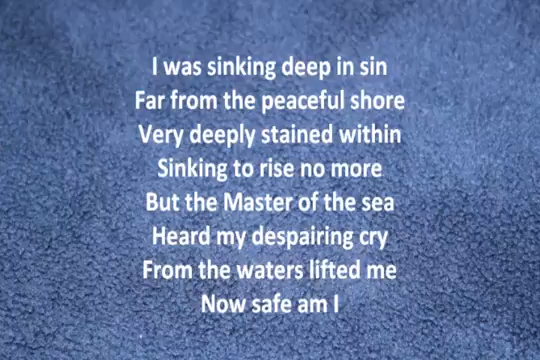 I was sinking deep in sin
Far from the peaceful shore
Very deeply stained within
Sinking to rise no more
But the Master of the sea
Heard my despairing cry
From the waters lifted me
Now safe am I